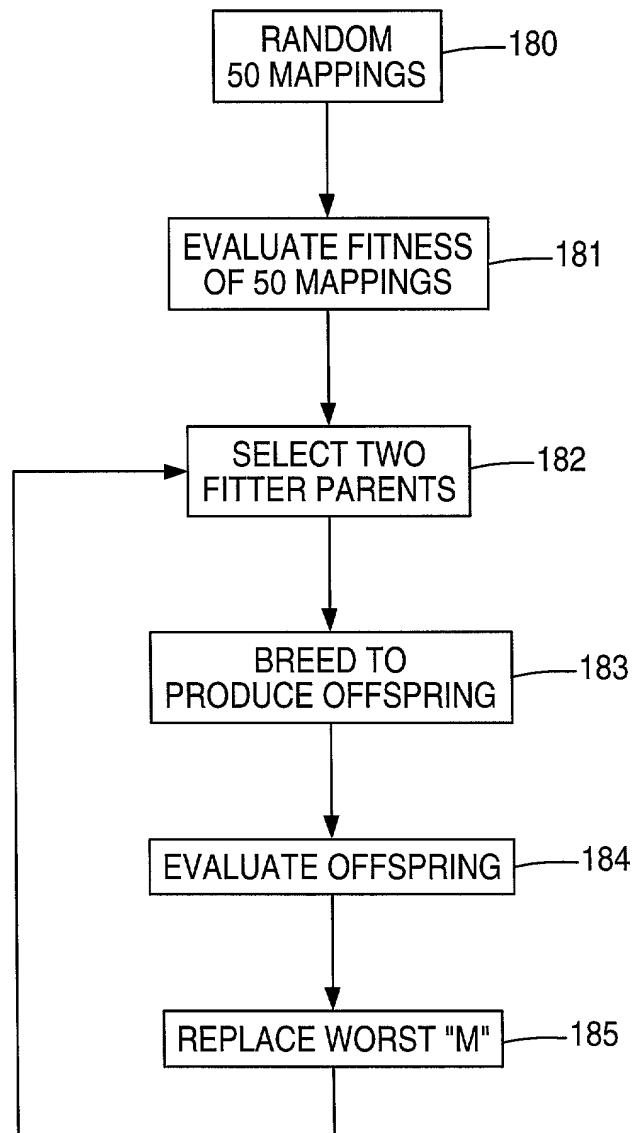 RANDOM
50 MAPPINGS
180
EVALUATE FITNESS
OF 50 MAPPINGS
181
SELECT TWO
FITTER PARENTS
182
BREED TO
PRODUCE OFFSPRING
183
EVALUATE OFFSPRING
184
REPLACE WORST "M"
185